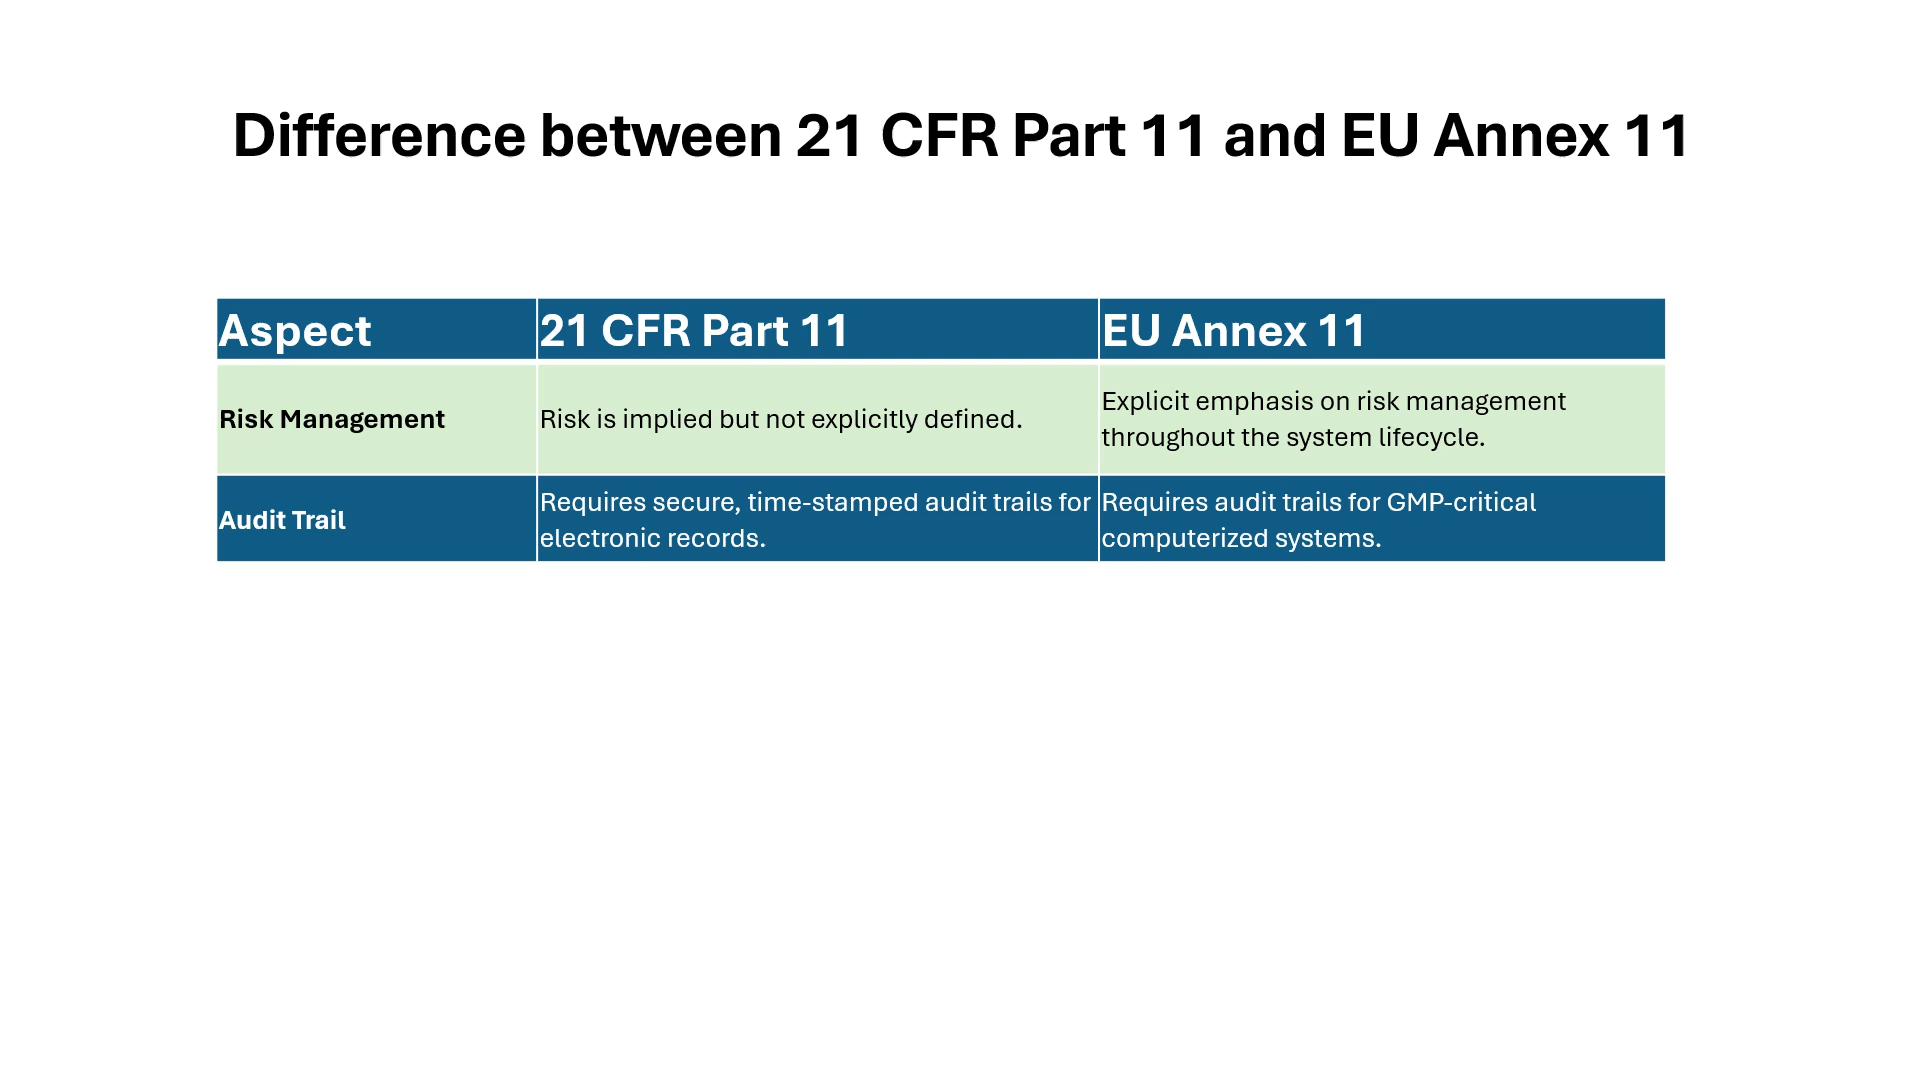 Difference between 21 CFR Part 11 and EU Annex 11
Aspect
21 CFR Part 11
EU Annex 11
Risk Management
Risk is implied but not explicitly defined.
Explicit emphasis on risk management
throughout the system lifecycle.
Audit Trail
Requires secure, time-stamped audit trails for
electronic records.
Requires audit trails for GMP-critical
computerized systems.